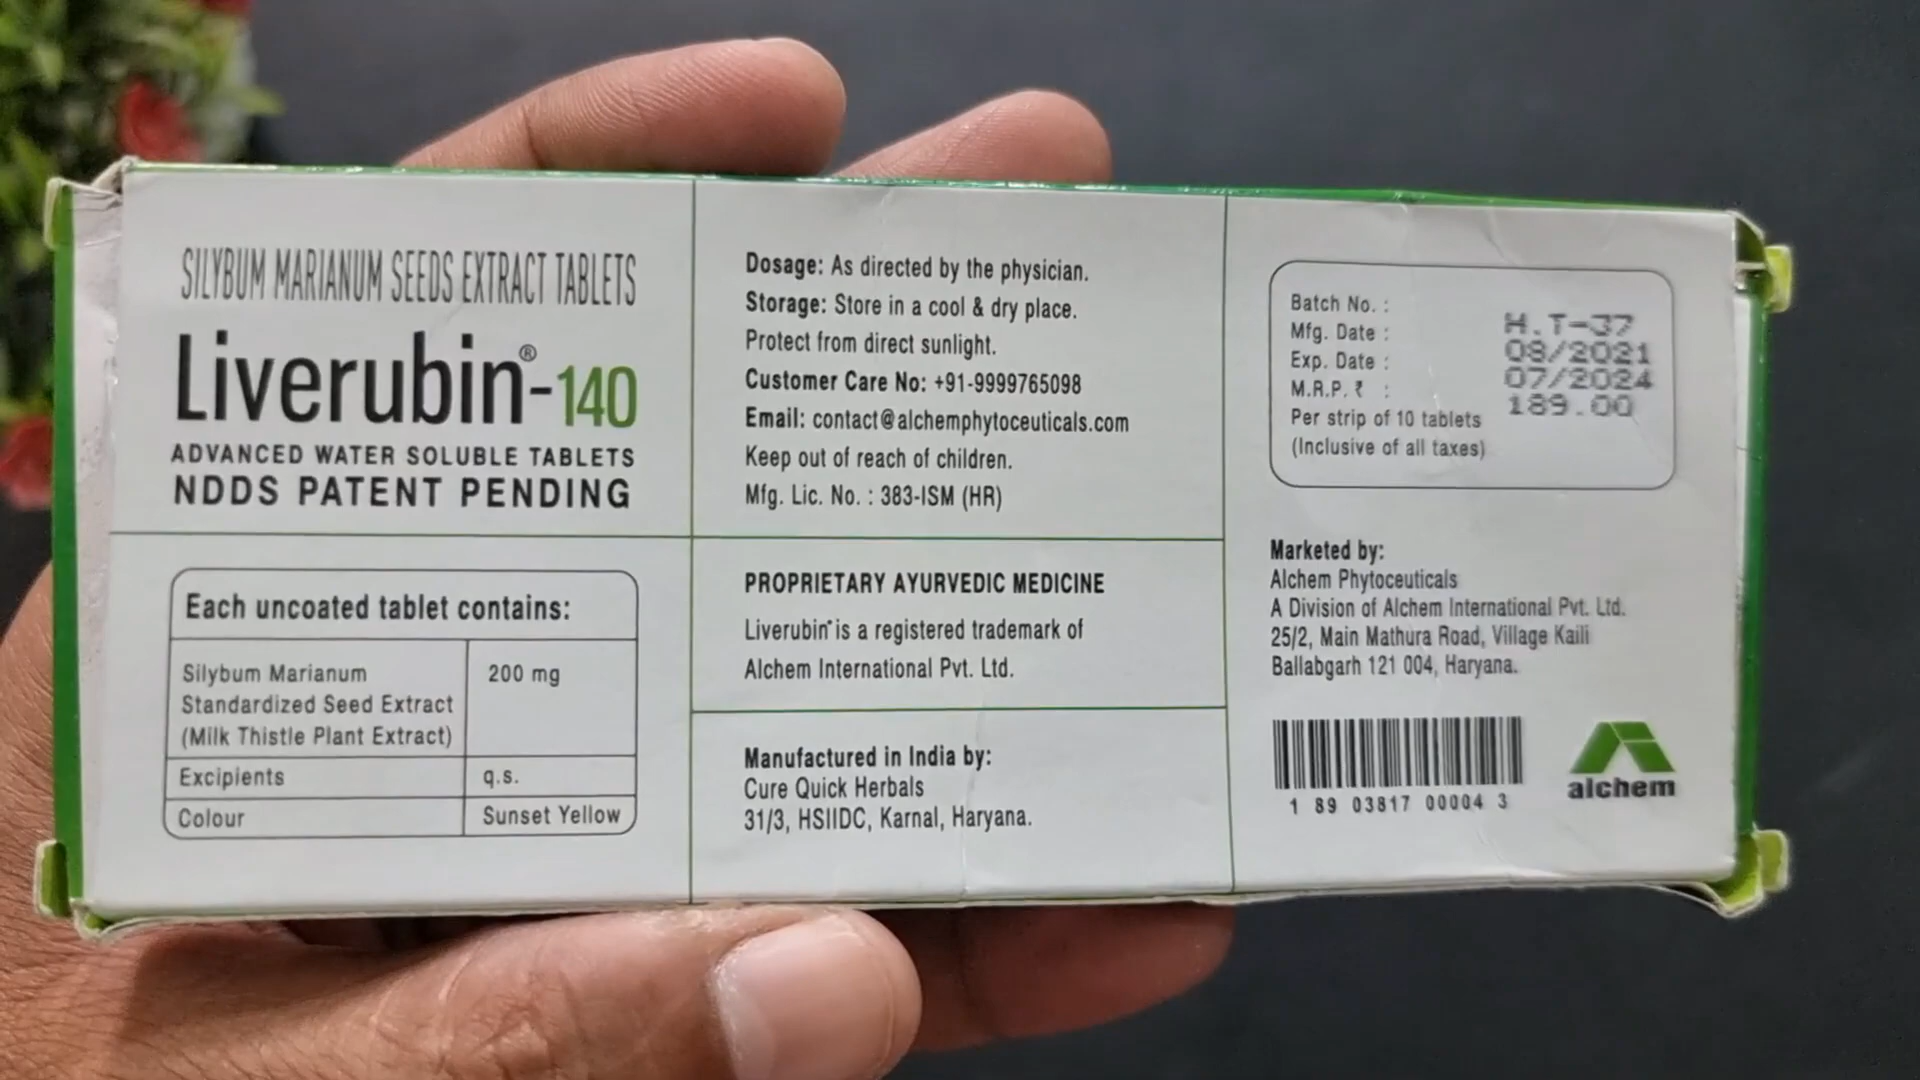 SILYBUM MARIANUM SEEDS EXTRACT TABLETS
Liverubin®-140
ADVANCED WATER SOLUBLE TABLETS
NDDS PATENT PENDING
Each uncoated tablet contains:
Silybum Marianum 200 mg
Standardized Seed Extract
(Milk Thistle Plant Extract)
Excipients q.s.
Colour Sunset Yellow
Dosage: As directed by the physician.
Storage: Store in a cool & dry place.
Protect from direct sunlight.
Customer Care No: +91-9999765098
Email: contact@alchemphytoceuticals.com
Keep out of reach of children.
Mfg. Lic. No. : 383-ISM (HR)
PROPRIETARY AYURVEDIC MEDICINE
Liverubin® is a registered trademark of
Alchem International Pvt. Ltd.
Manufactured in India by:
Cure Quick Herbals
31/3, HSIIDC, Karnal, Haryana.
Batch No. : H.T-37
Mfg. Date : 08/2021
Exp. Date : 07/2024
M.R.P. ₹ : 189.00
Per strip of 10 tablets
(Inclusive of all taxes)
Marketed by:
Alchem Phytoceuticals
A Division of Alchem International Pvt. Ltd.
25/2, Main Mathura Road, Village Kaili
Ballabgarh 121 004, Haryana.
1 89 03817 00004 3
alchem